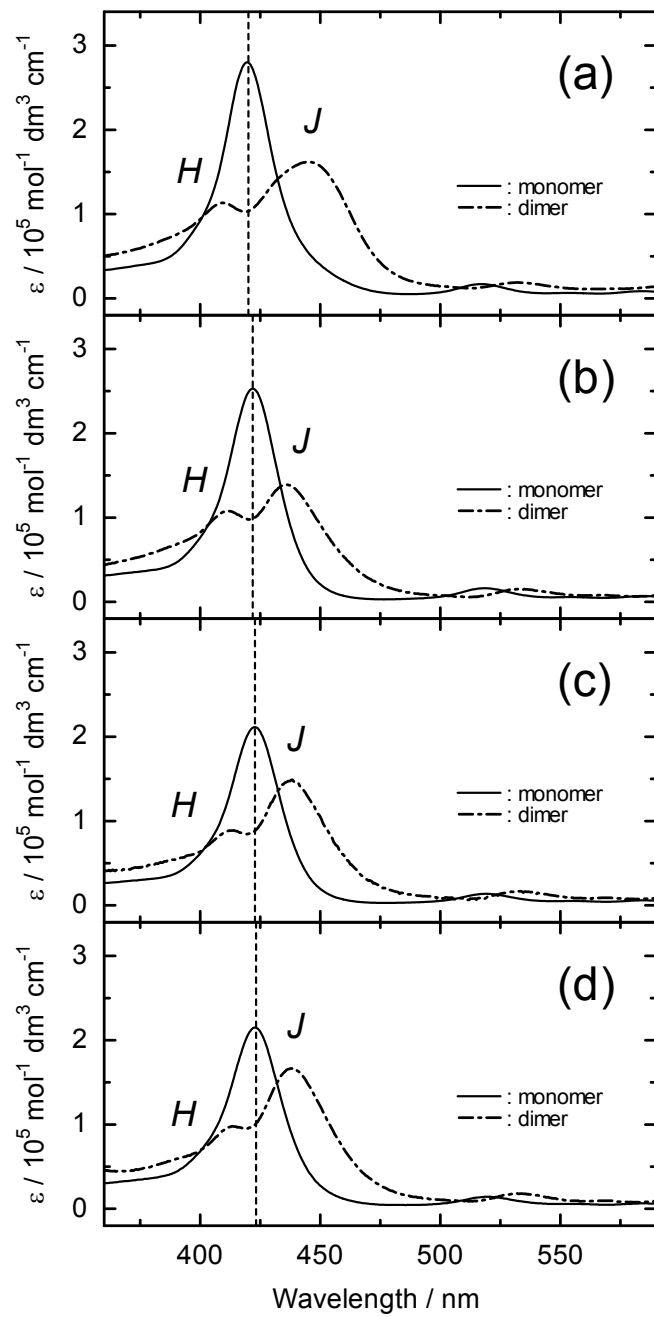 (a)
3
2
1
0
ε / 10⁵ mol⁻¹ dm³ cm⁻¹
H
J
: monomer
: dimer
(b)
3
2
1
0
ε / 10⁵ mol⁻¹ dm³ cm⁻¹
H
J
: monomer
: dimer
(c)
3
2
1
0
ε / 10⁵ mol⁻¹ dm³ cm⁻¹
H
J
: monomer
: dimer
(d)
3
2
1
0
ε / 10⁵ mol⁻¹ dm³ cm⁻¹
H
J
: monomer
: dimer
400 450 500 550
Wavelength / nm